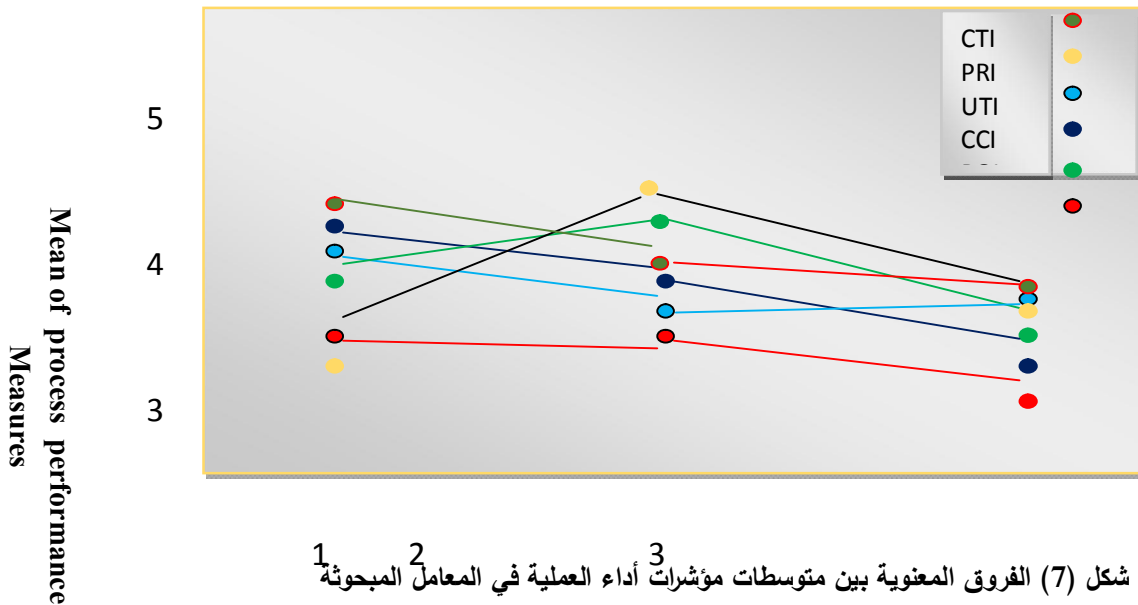 CTI
PRI
UTI
CCI
5
4
3
Mean of process performance
Measures
1 2 3
شكل (7) الفروق المعنوية بين متوسطات مؤشرات أداء العملية في المعامل المبحوثة